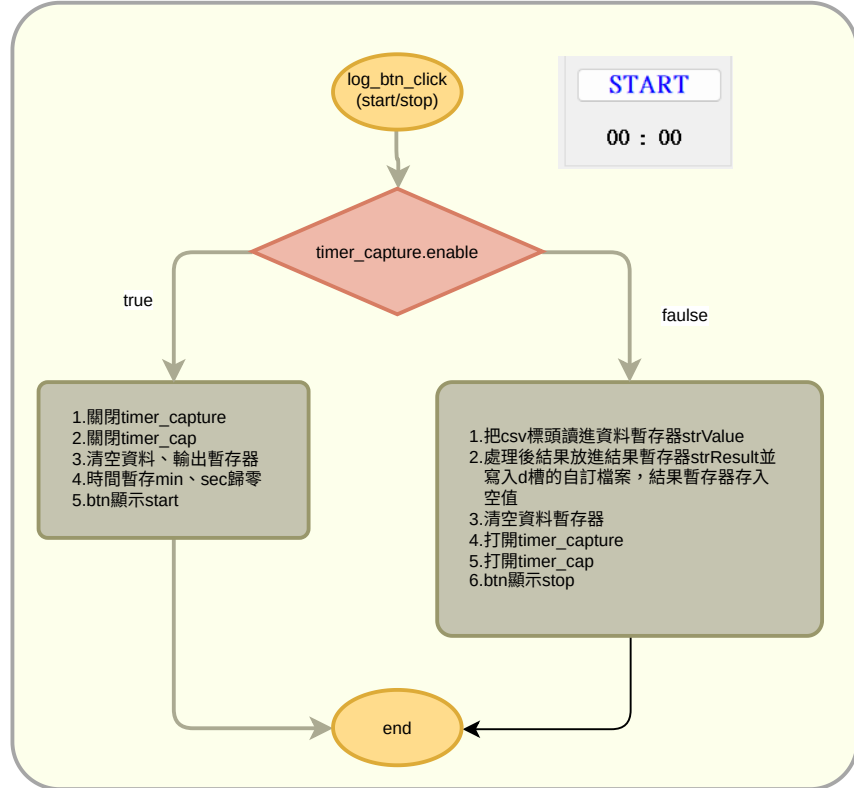 log_btn_click
(start/stop)
START
00 : 00
timer_capture.enable
true
faulse
1.關閉timer_capture
2.關閉timer_cap
3.清空資料、輸出暫存器
4.時間暫存min、sec歸零
5.btn顯示start
1.把csv標頭讀進資料暫存器strValue
2.處理後結果放進結果暫存器strResult並
寫入d槽的自訂檔案，結果暫存器存入
空值
3.清空資料暫存器
4.打開timer_capture
5.打開timer_cap
6.btn顯示stop
end